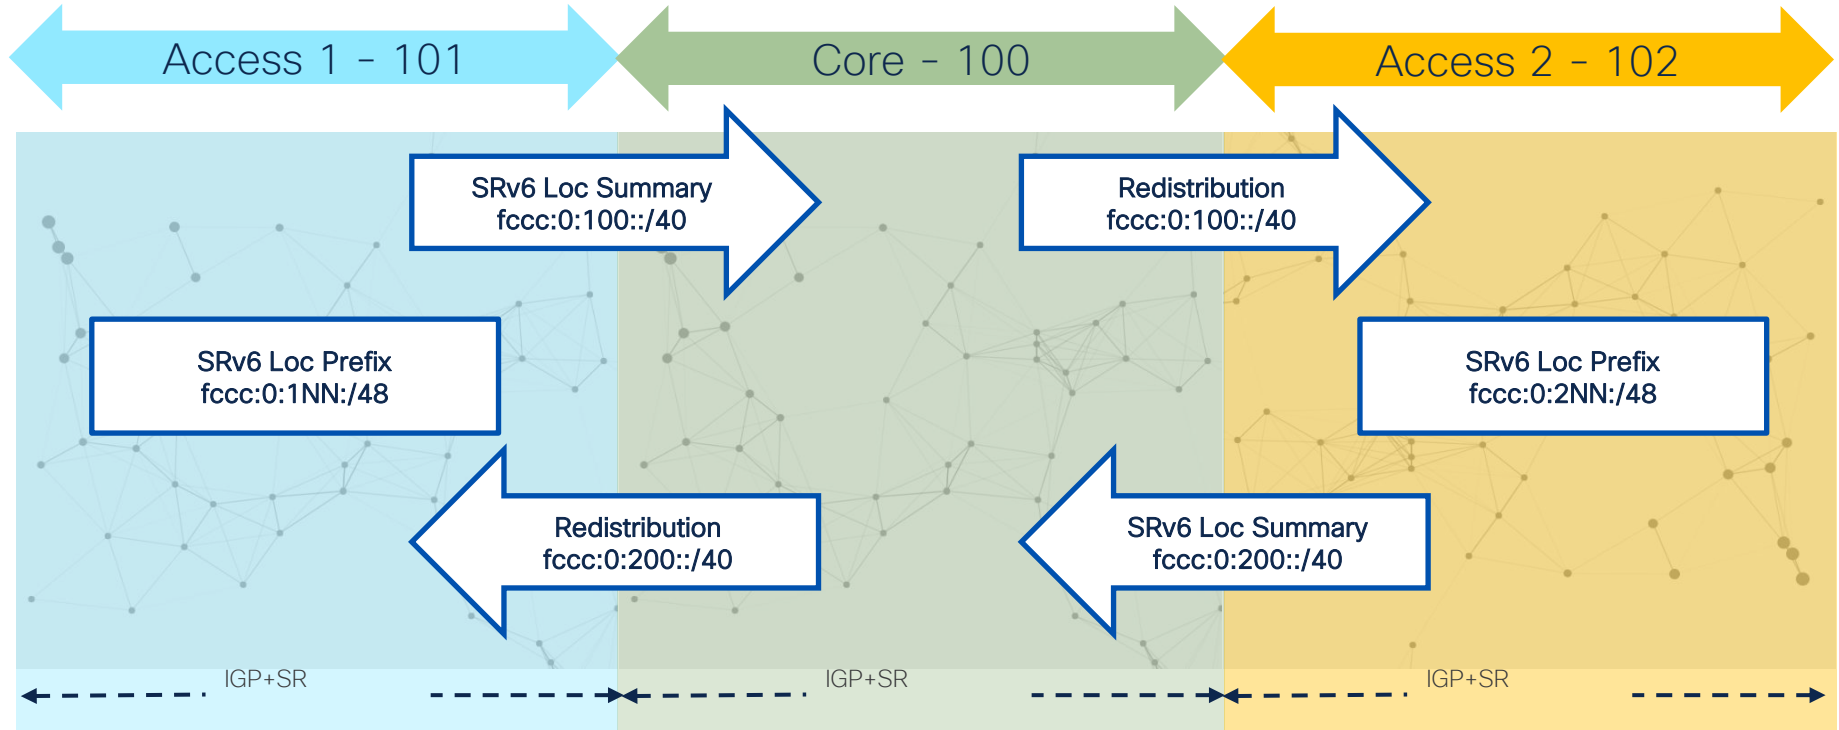 Access 1 - 101
Core - 100
Access 2 - 102
SRv6 Loc Summary
fccc:0:100::/40
Redistribution
fccc:0:100::/40
SRv6 Loc Prefix
fccc:0:1NN:/48
SRv6 Loc Prefix
fccc:0:2NN:/48
Redistribution
fccc:0:200::/40
SRv6 Loc Summary
fccc:0:200::/40
IGP+SR
IGP+SR
IGP+SR